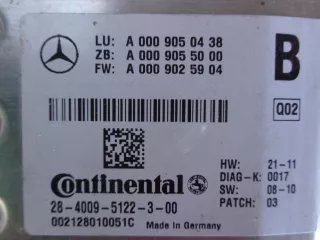 LU: A 000 905 04 38
ZB: A 000 905 50 00
FW: A 000 902 59 04
B
Q02
HW: 21-11
DIAG-K: 0017
SW: 08-10
PATCH: 03
Continental
28-4009-5122-3-00
002128010051C Made in Germany